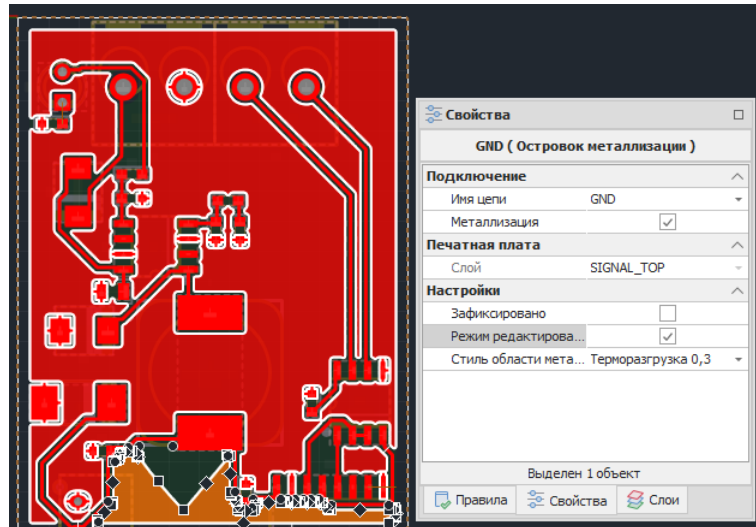 Свойства
GND ( Островок металлизации )
Подключение
Имя цепи GND
Металлизация
Печатная плата
Слой SIGNAL_TOP
Настройки
Зафиксировано
Режим редактирова...
Стиль области мета... Терморазгрузка 0,3
Выделен 1 объект
Правила Свойства Слои